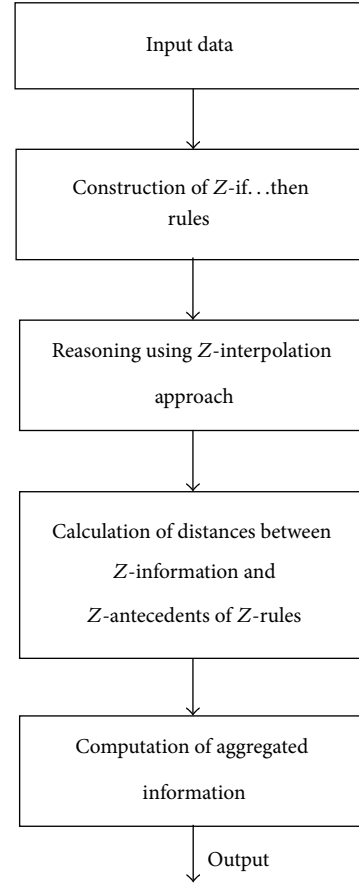 Input data
Construction of Z-if...then
rules
Reasoning using Z-interpolation
approach
Calculation of distances between
Z-information and
Z-antecedents of Z-rules
Computation of aggregated
information
Output